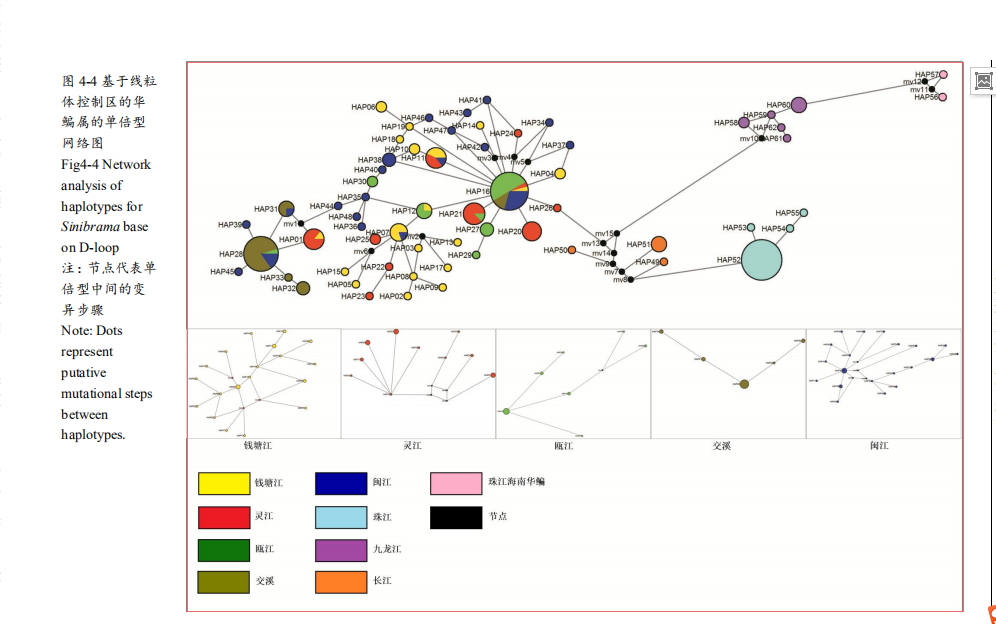 图 4-4 基于线粒
体控制区的华
鳊属的单倍型
网络图
Fig4-4 Network
analysis of
haplotypes for
Sinibrama base
on D-loop
注：节点代表单
倍型中间的变
异步骤
Note: Dots
represent
putative
mutational steps
between
haplotypes.
HAP57
mv12
mv11
HAP56
HAP60
HAP59
HAP58
HAP62
mv10
HAP61
HAP41
HAP06
HAP43
HAP46
HAP19
HAP47
HAP14
HAP34
HAP24
HAP18
HAP10
HAP42
HAP37
HAP38
HAP11
mv3
mv4
mv5
HAP40
HAP04
HAP30
HAP16
HAP35
HAP44
HAP31
HAP48
HAP12
HAP21
HAP26
HAP36
HAP39
mv1
HAP01
HAP25
HAP07
mv2
HAP27
HAP20
HAP13
HAP03
mv6
HAP29
HAP28
HAP45
HAP33
HAP32
HAP15
HAP22
HAP17
HAP05
HAP08
HAP09
HAP23
HAP02
mv15
mv13
mv14
HAP50
HAP51
mv9
HAP49
mv7
mv8
HAP55
HAP53
HAP54
HAP52
钱塘江
灵江
瓯江
交溪
闽江
钱塘江
闽江
珠江海南华鳊
灵江
珠江
节点
瓯江
九龙江
交溪
长江